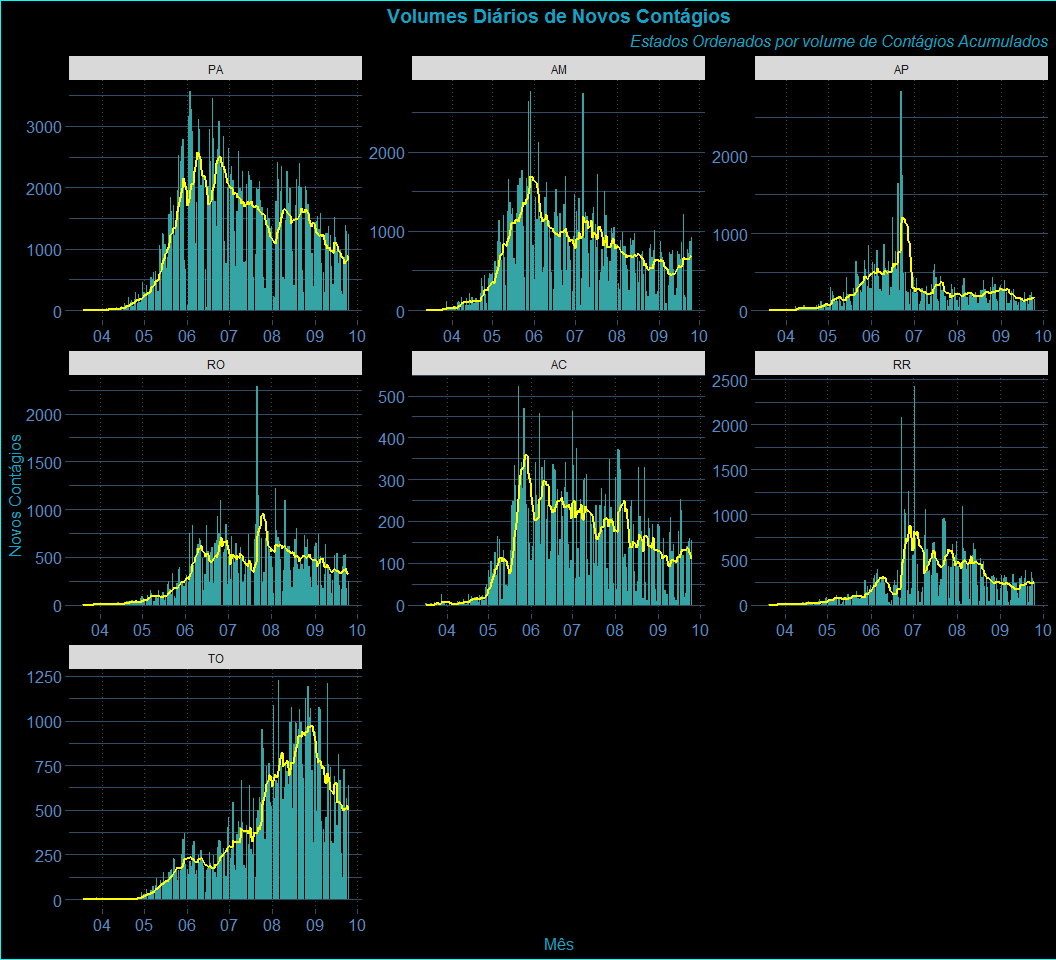 Volumes Diários de Novos Contágios
Estados Ordenados por volume de Contágios Acumulados
PA
AM
AP
3000
2000
1000
0
2000
1000
0
2000
1000
0
04 05 06 07 08 09 10
04 05 06 07 08 09 10
04 05 06 07 08 09 10
RO
AC
RR
Novos Contágios
2000
1500
1000
500
0
500
400
300
200
100
0
2500
2000
1500
1000
500
0
04 05 06 07 08 09 10
04 05 06 07 08 09 10
04 05 06 07 08 09 10
TO
1250
1000
750
500
250
0
04 05 06 07 08 09 10
Mês